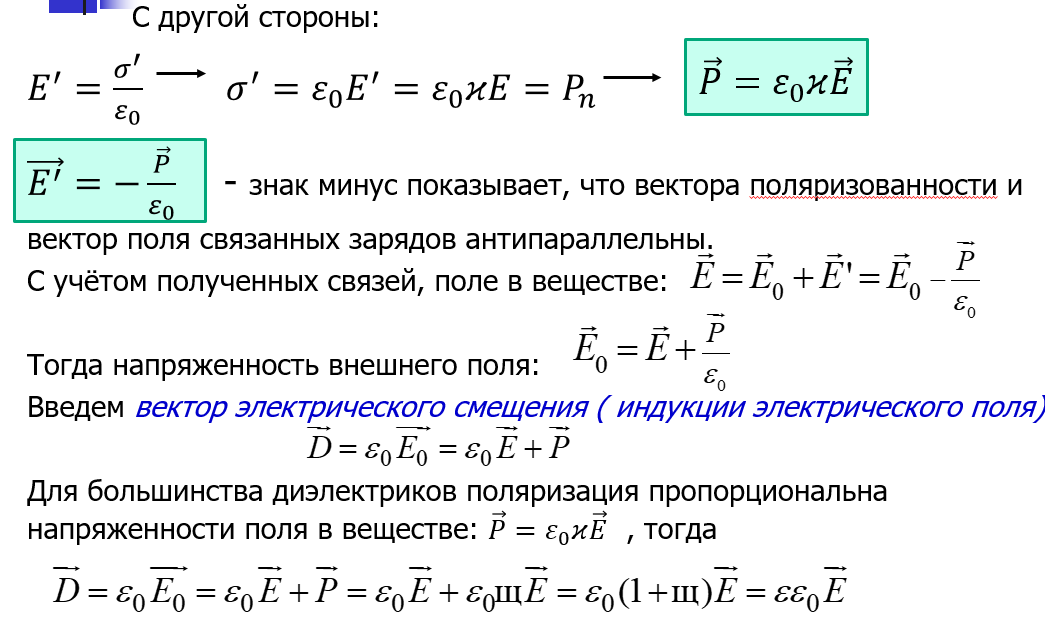 С другой стороны:
E′ = σ′/ε₀ → σ′ = ε₀E′ = ε₀ϰE = Pₙ → P⃗ = ε₀ϰE⃗
E⃗′ = −P⃗/ε₀ - знак минус показывает, что вектора поляризованности и
вектор поля связанных зарядов антипараллельны.
С учётом полученных связей, поле в веществе: E⃗ = E⃗₀ + E⃗' = E⃗₀ − P⃗/ε₀
Тогда напряженность внешнего поля: E⃗₀ = E⃗ + P⃗/ε₀
Введем вектор электрического смещения ( индукции электрического поля)
D⃗ = ε₀E⃗₀ = ε₀E⃗ + P⃗
Для большинства диэлектриков поляризация пропорциональна
напряженности поля в веществе: P⃗ = ε₀ϰE⃗ , тогда
D⃗ = ε₀E⃗₀ = ε₀E⃗ + P⃗ = ε₀E⃗ + ε₀щE⃗ = ε₀(1+щ)E⃗ = εε₀E⃗